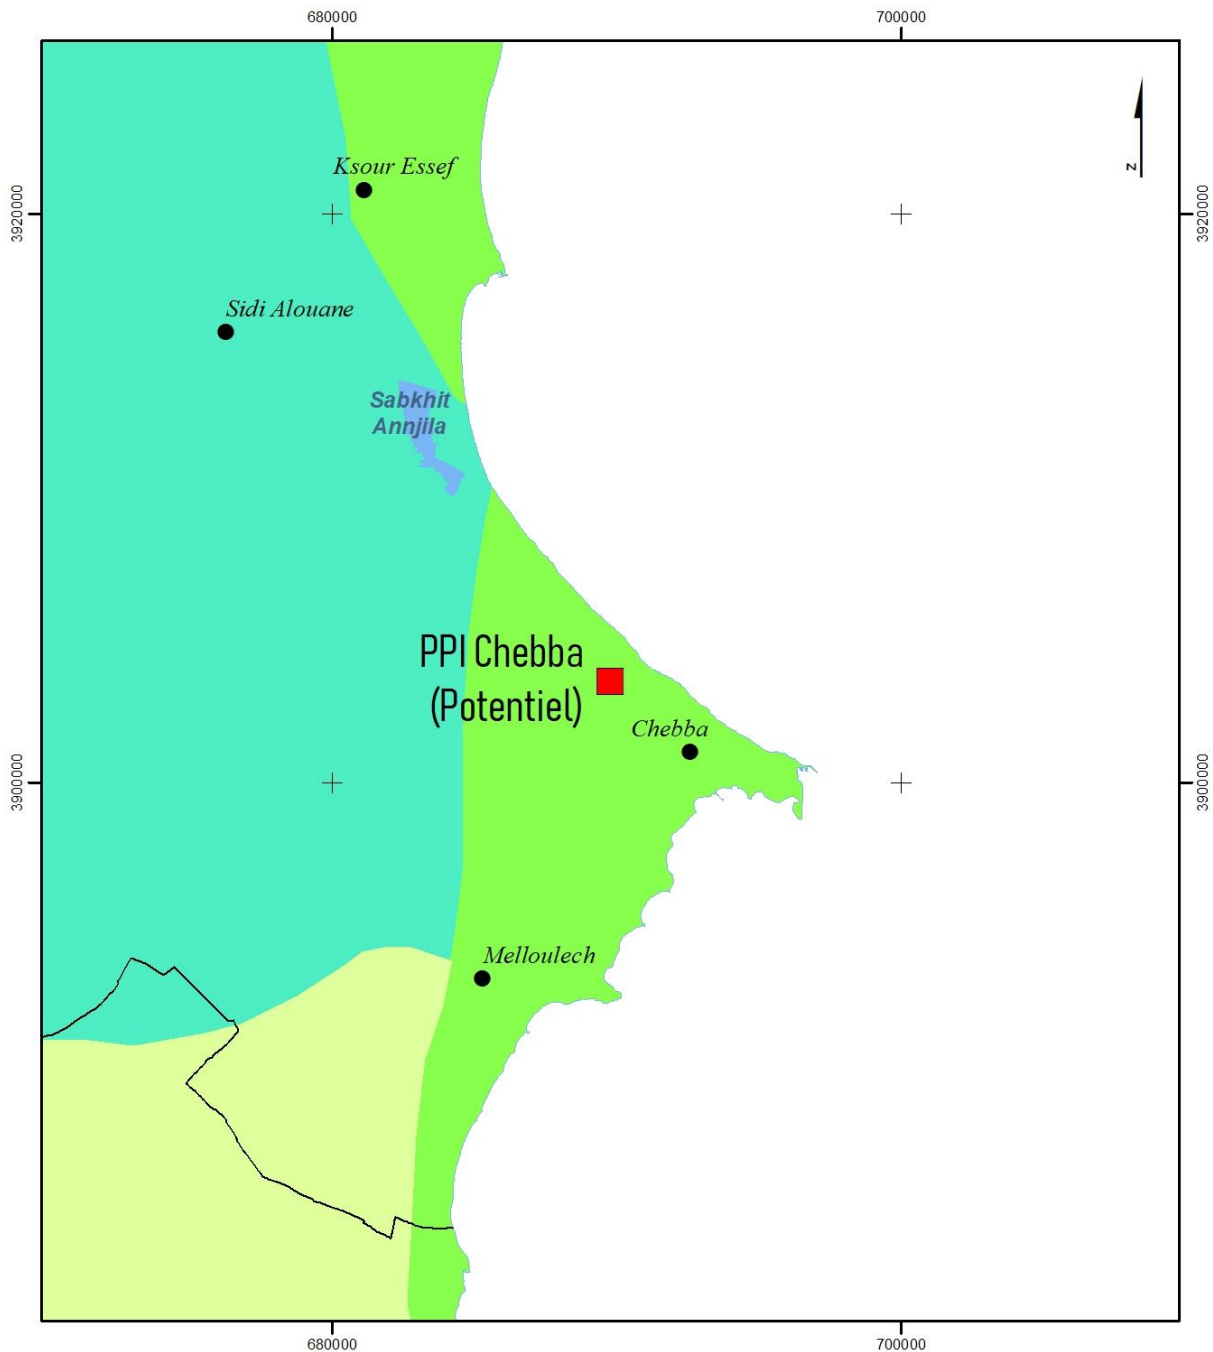 680000
700000
z
Ksour Essef
3920000
3920000
Sidi Alouane
Sabkhit
Annjila
PPI Chebba
(Potentiel)
Chebba
3900000
3900000
Melloulech
680000
700000